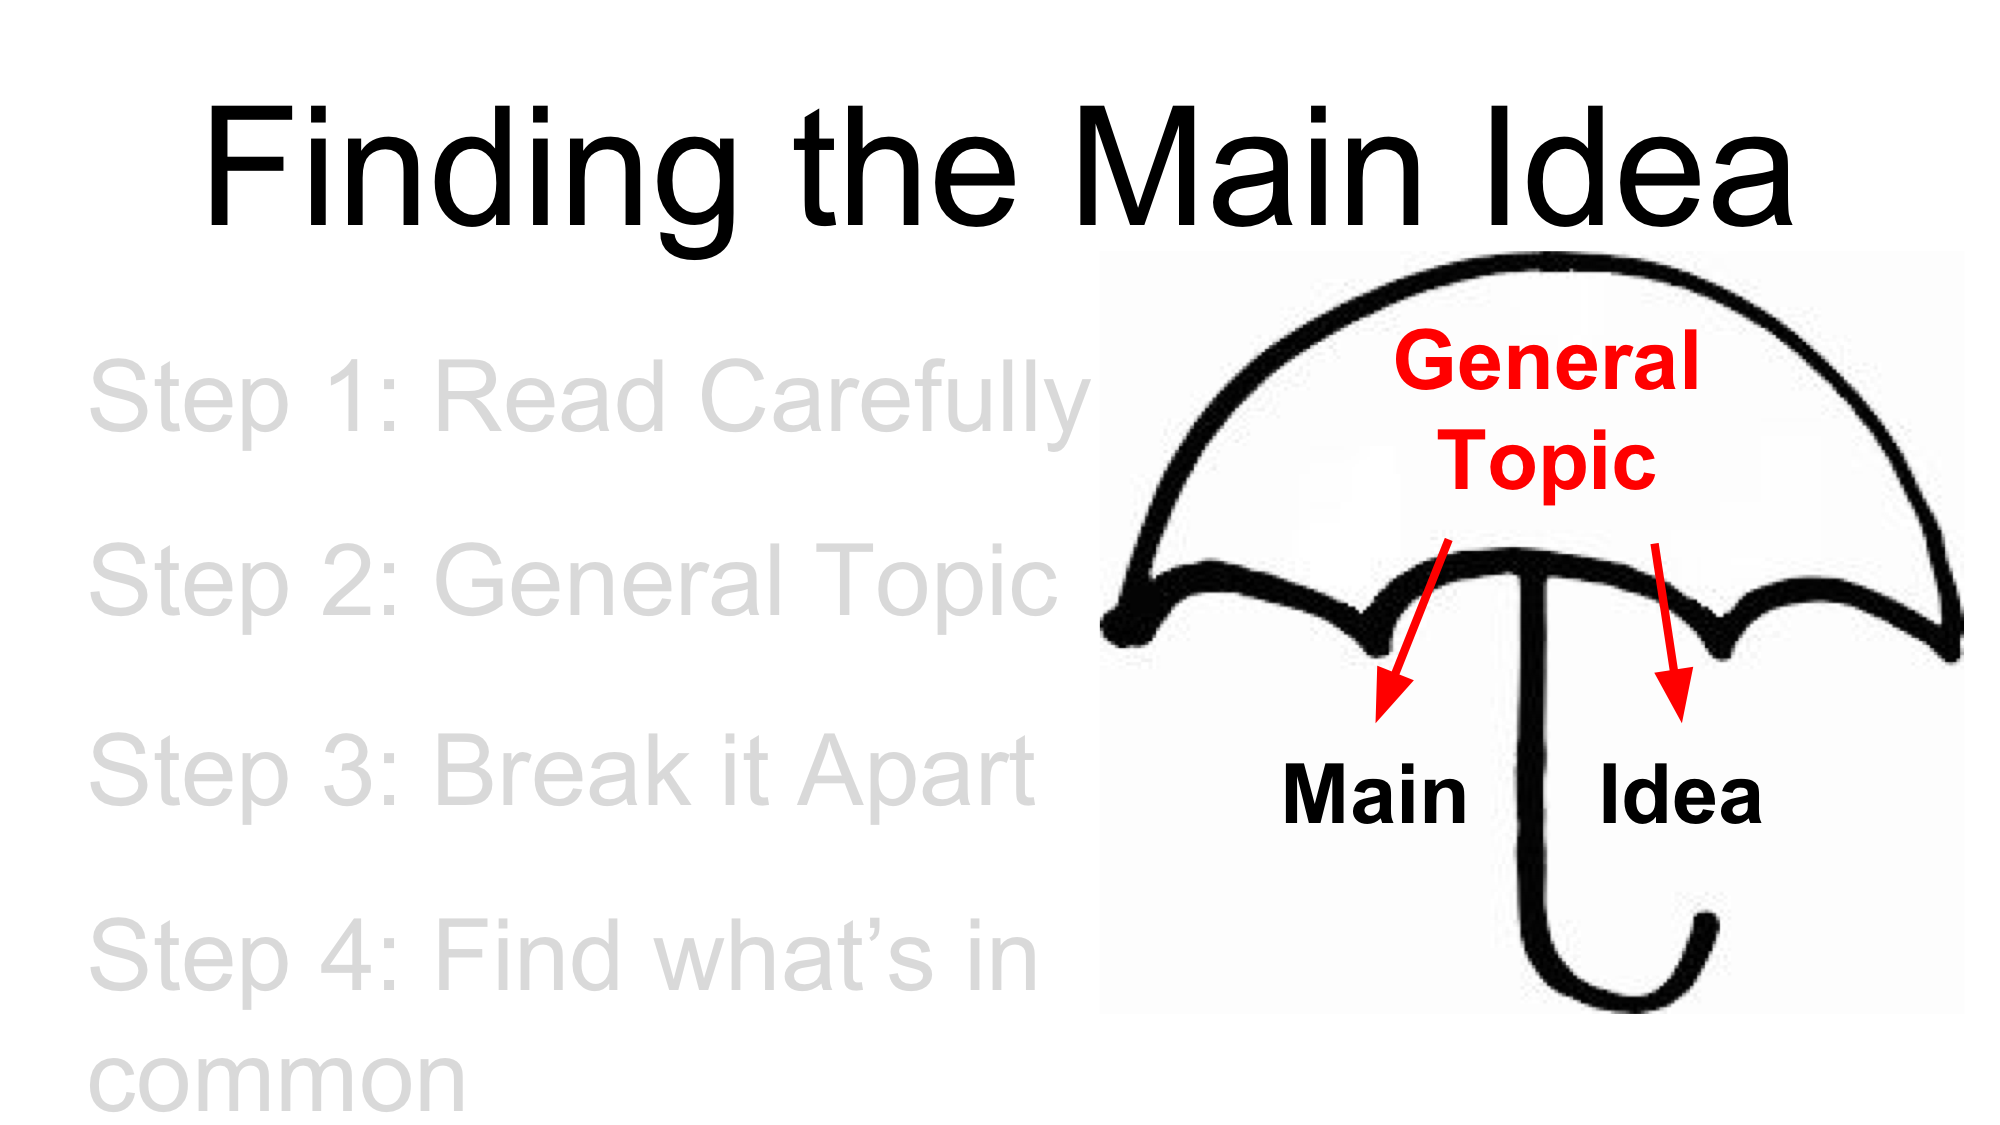 Finding the Main Idea
Step 1: Read Carefully
Step 2: General Topic
Step 3: Break it Apart
Step 4: Find what’s in
common
General
Topic
Main Idea